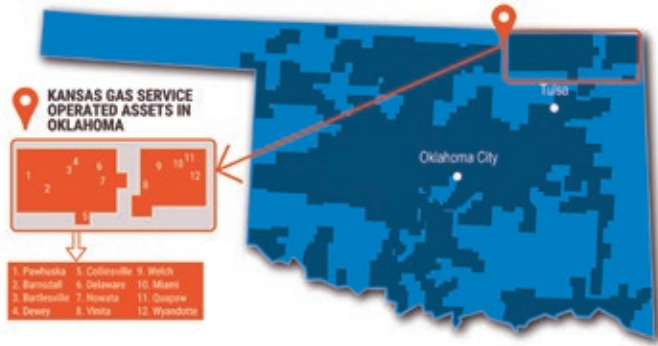 KANSAS GAS SERVICE
OPERATED ASSETS IN
OKLAHOMA
1
2
3
4
5
6
7
8
9
10
11
12
Tulsa
Oklahoma City
1. Pawhuska 5. Collinsville 9. Welch
2. Barnsdall 6. Delaware 10. Miami
3. Bartlesville 7. Nowata 11. Quapaw
4. Dewey 8. Vinita 12. Wyandotte